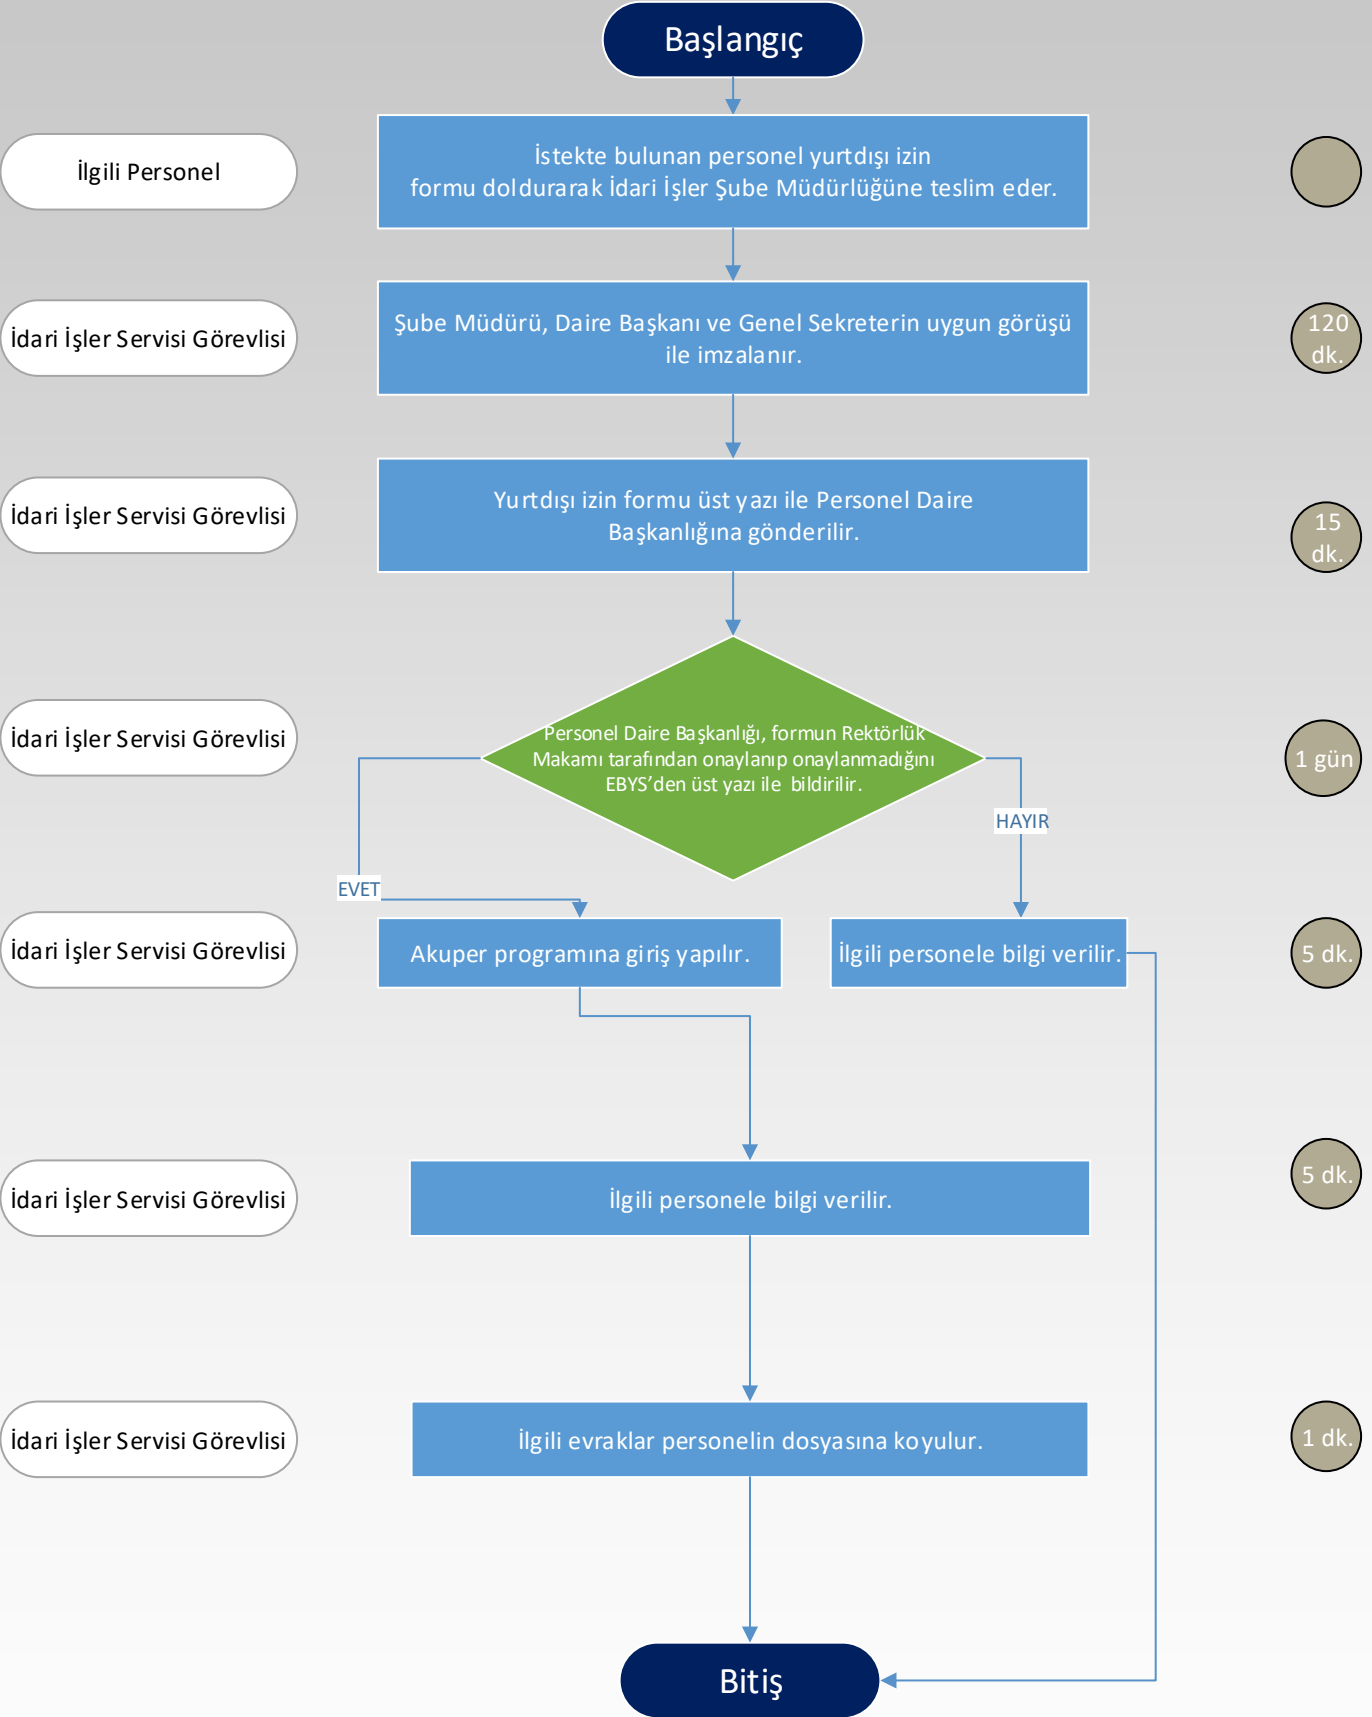 Başlangıç
İlgili Personel
İstekte bulunan personel yurtdışı izin
formu doldurarak İdari İşler Şube Müdürlüğüne teslim eder.
İdari İşler Servisi Görevlisi
Şube Müdürü, Daire Başkanı ve Genel Sekreterin uygun görüşü
ile imzalanır.
120
dk.
İdari İşler Servisi Görevlisi
Yurtdışı izin formu üst yazı ile Personel Daire
Başkanlığına gönderilir.
15
dk.
İdari İşler Servisi Görevlisi
Personel Daire Başkanlığı, formun Rektörlük
Makamı tarafından onaylanıp onaylanmadığını
EBYS’den üst yazı ile bildirilir.
1 gün
HAYIR
EVET
İdari İşler Servisi Görevlisi
Akuper programına giriş yapılır.
İlgili personele bilgi verilir.
5 dk.
İdari İşler Servisi Görevlisi
İlgili personele bilgi verilir.
5 dk.
İdari İşler Servisi Görevlisi
İlgili evraklar personelin dosyasına koyulur.
1 dk.
Bitiş